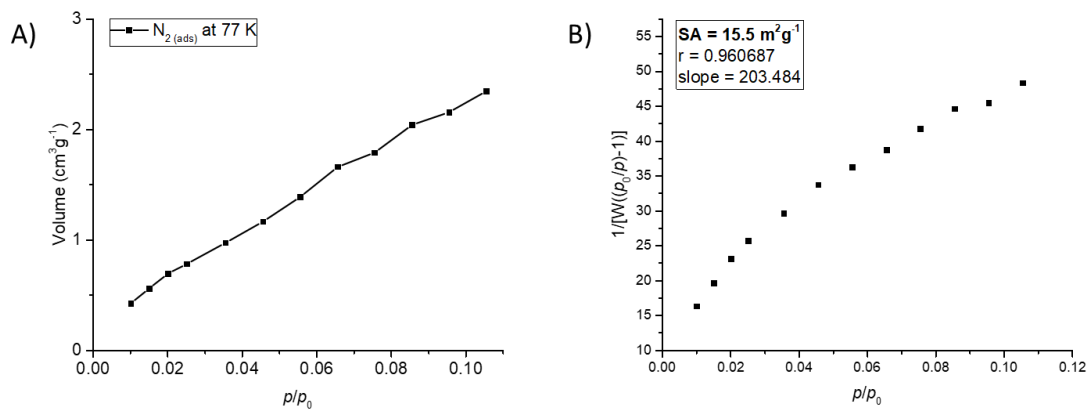 A)
N2 (ads) at 77 K
Volume (cm3g-1)
3
2
1
0
0.00 0.02 0.04 0.06 0.08 0.10
p/p0
B)
SA = 15.5 m2g-1
r = 0.960687
slope = 203.484
1/[W((p0/p)-1)]
55
50
45
40
35
30
25
20
15
10
0.00 0.02 0.04 0.06 0.08 0.10 0.12
p/p0